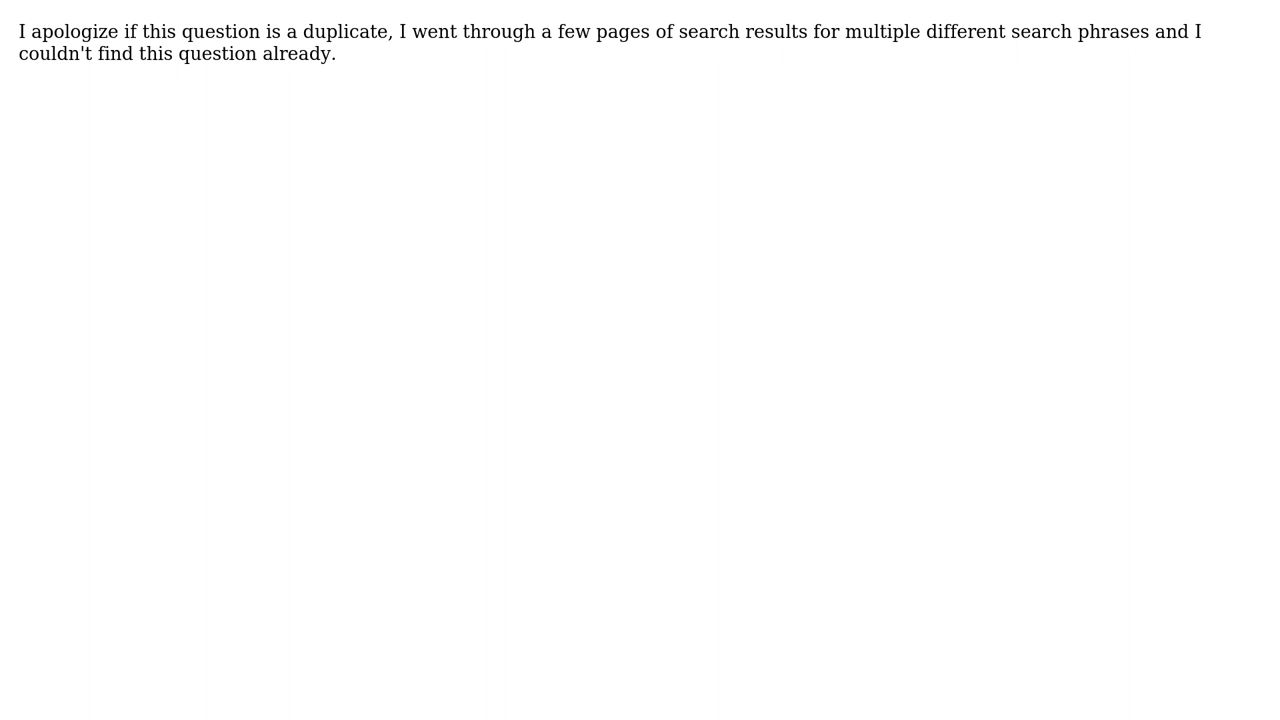 I apologize if this question is a duplicate, I went through a few pages of search results for multiple different search phrases and I
couldn't find this question already.